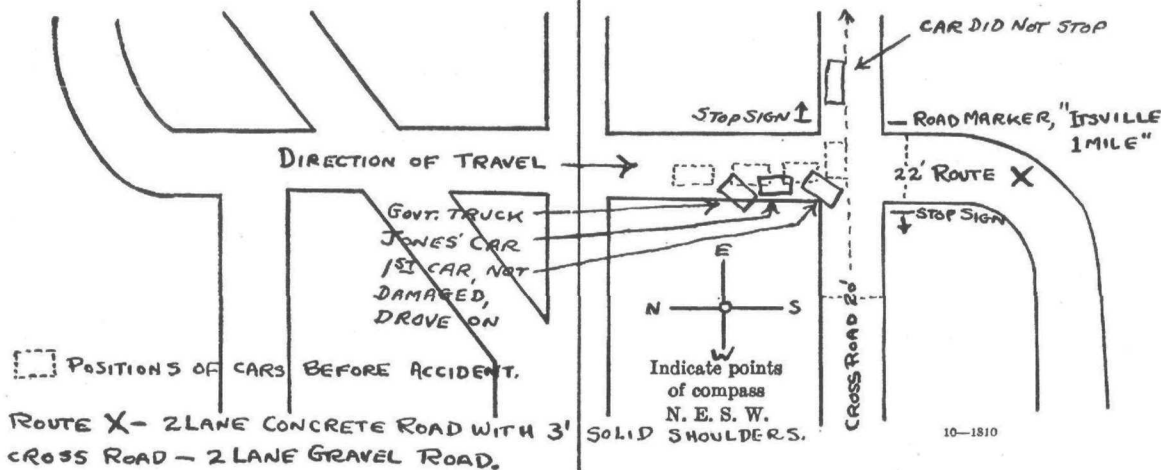 CAR DID NOT STOP
STOP SIGN
ROAD MARKER, "ITSVILLE
1 MILE"
DIRECTION OF TRAVEL
22' ROUTE X
GOVT. TRUCK
STOP SIGN
JONES' CAR
1ST CAR, NOT
DAMAGED,
DROVE ON
E
N S
W
CROSS ROAD 20'
POSITIONS OF CARS BEFORE ACCIDENT.
Indicate points
of compass
N. E. S. W.
ROUTE X - 2 LANE CONCRETE ROAD WITH 3' SOLID SHOULDERS.
CROSS ROAD - 2 LANE GRAVEL ROAD.
10—1810